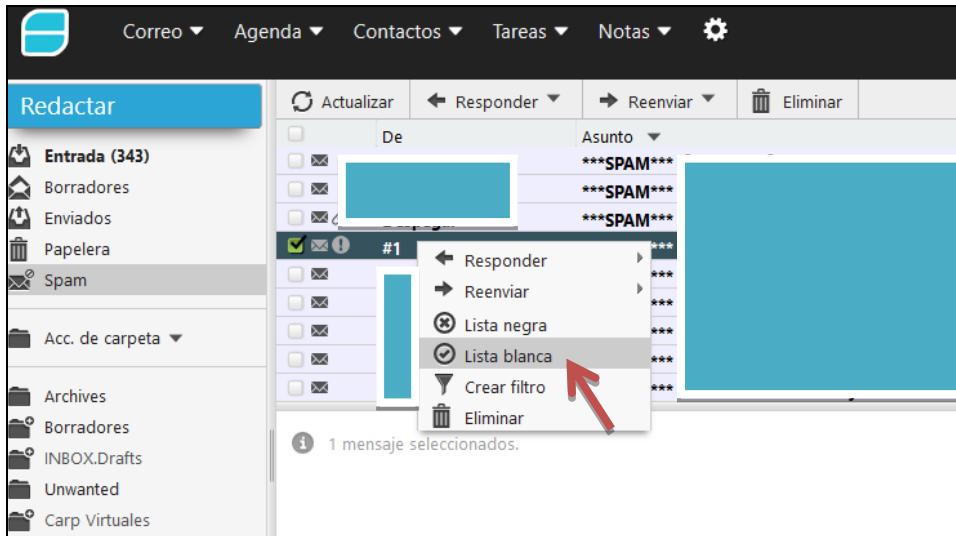 Correo Agenda Contactos Tareas Notas
Redactar
Actualizar Responder Reenviar Eliminar
De Asunto
Entrada (343)
Borradores
Enviados
Papelera
Spam
Acc. de carpeta
Archives
Borradores
INBOX.Drafts
Unwanted
Carp Virtuales
***SPAM***
***SPAM***
***SPAM***
#1 ***
***
***
***
***
***
Responder
Reenviar
Lista negra
Lista blanca
Crear filtro
Eliminar
1 mensaje seleccionados.